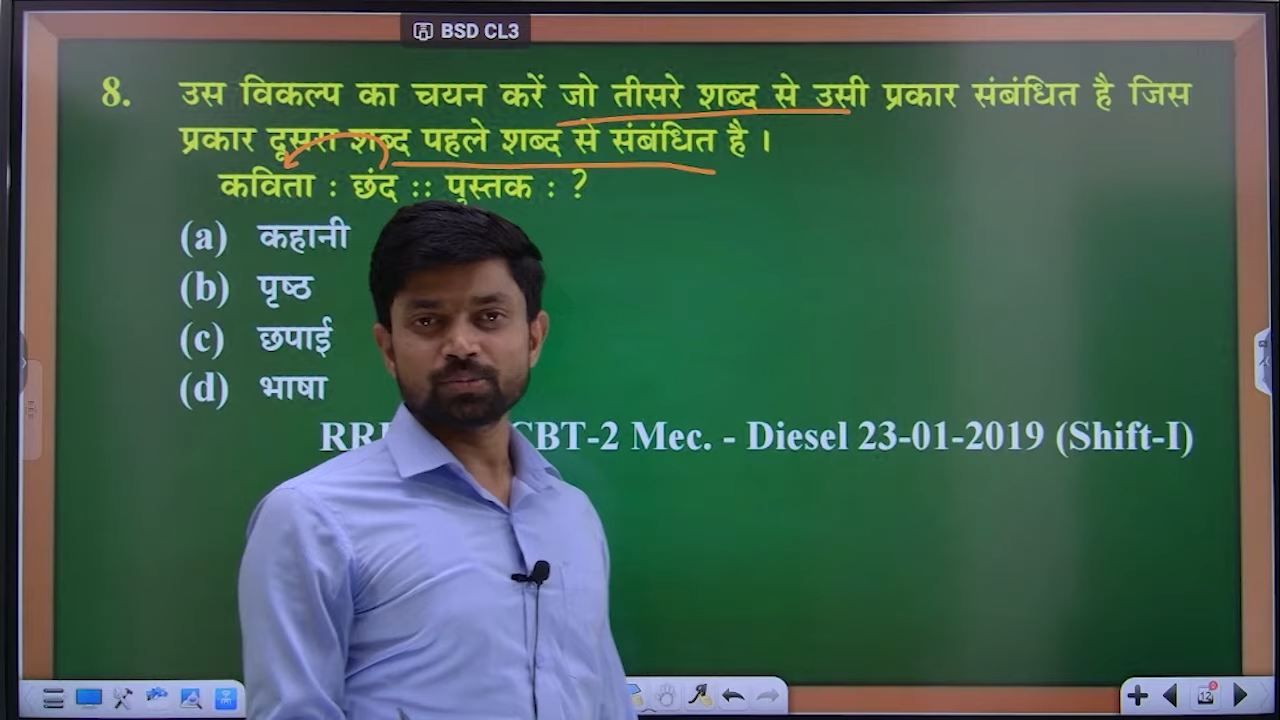 BSD CL3
8. उस विकल्प का चयन करें जो तीसरे शब्द से उसी प्रकार संबंधित है जिस
प्रकार दूसरा शब्द पहले शब्द से संबंधित है ।
कविता : छंद :: पुस्तक : ?
(a) कहानी
(b) पृष्ठ
(c) छपाई
(d) भाषा
CBT-2 Mec. - Diesel 23-01-2019 (Shift-I)
12